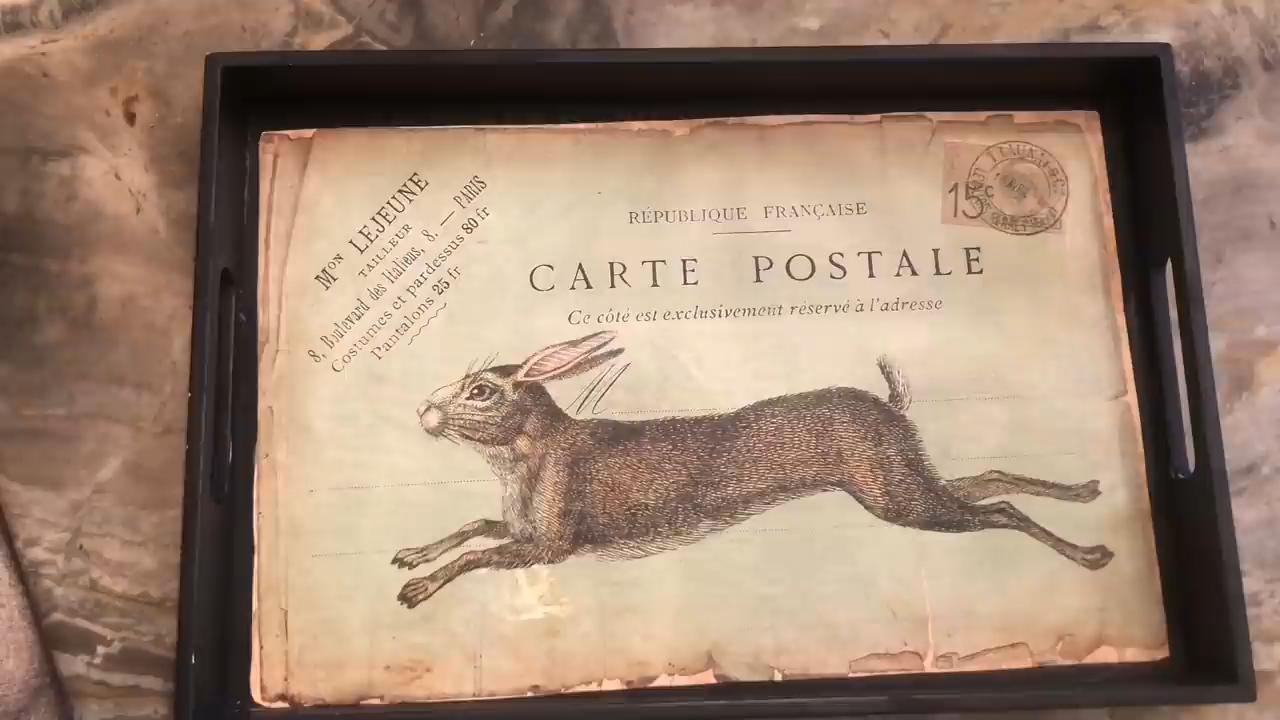 Mon LEJEUNE
TAILLEUR
8, Boulevard des Italiens, 8. — PARIS
Costumes et pardessus 80 fr
Pantalons 25 fr
RÉPUBLIQUE FRANÇAISE
CARTE POSTALE
Ce côté est exclusivement réservé à l'adresse
M
15c